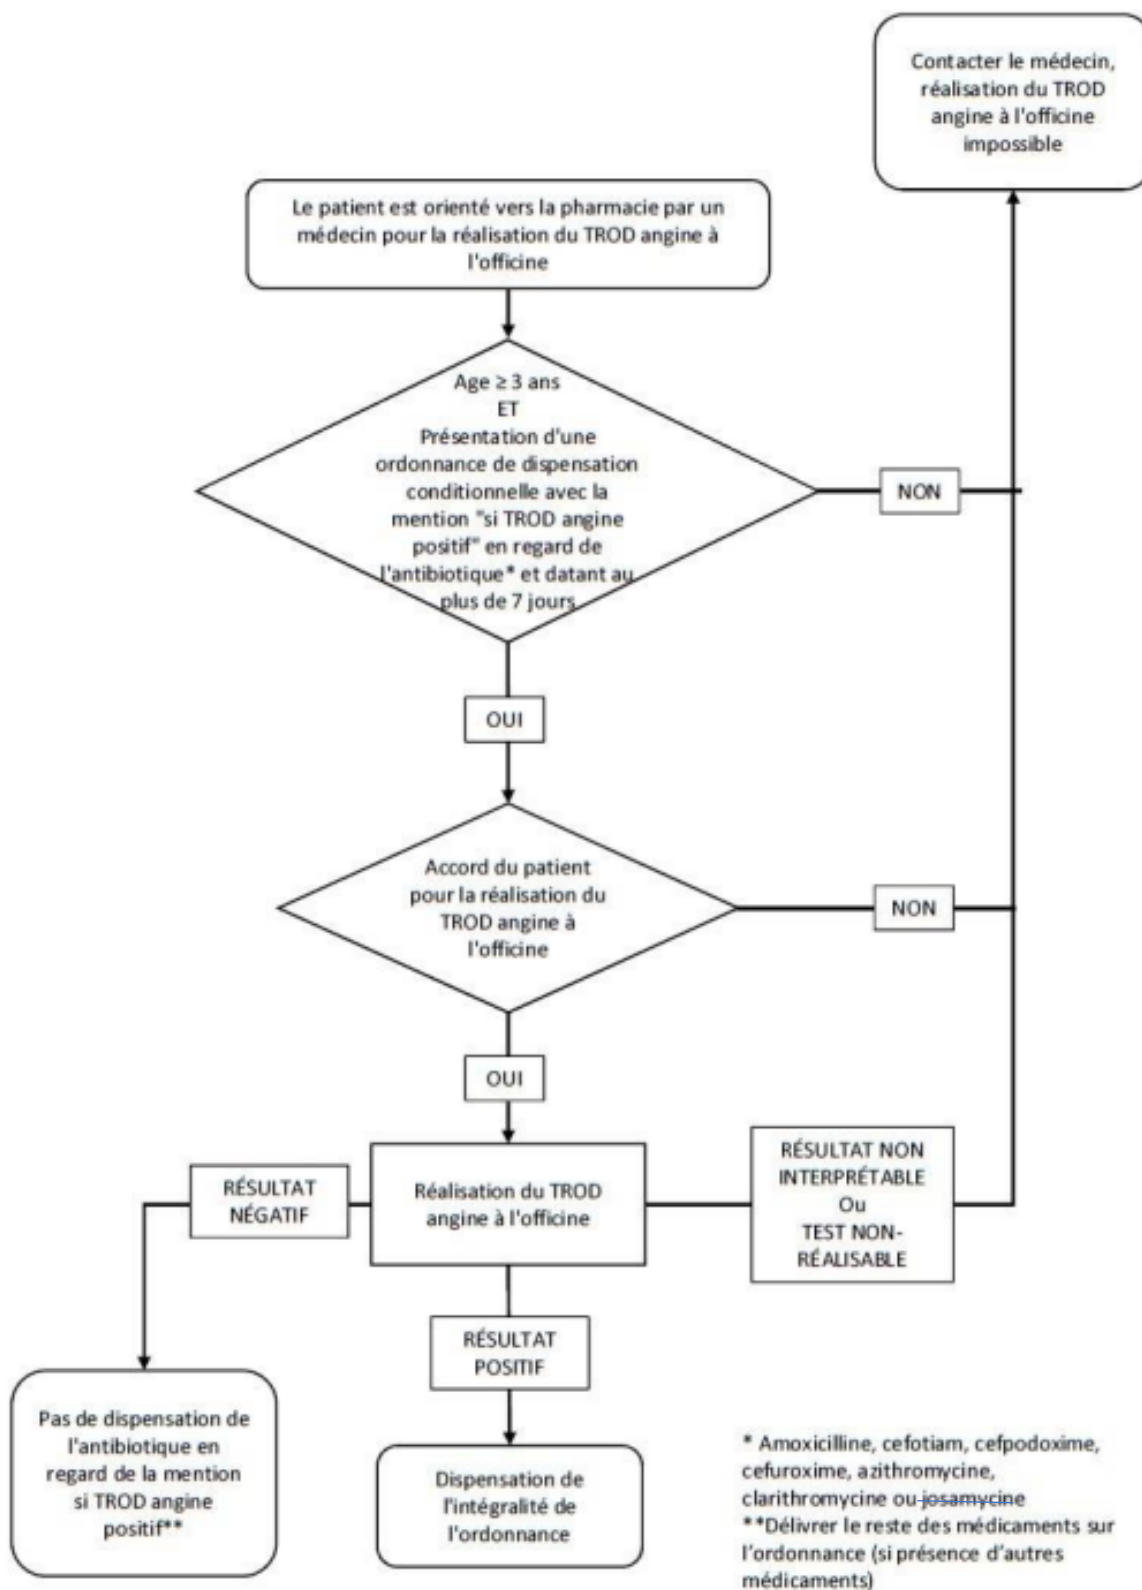 Contacter le médecin,
réalisation du TROD
angine à l'officine
impossible
Le patient est orienté vers la pharmacie par un
médecin pour la réalisation du TROD angine à
l'officine
Age ≥ 3 ans
ET
Présentation d'une
ordonnance de dispensation
conditionnelle avec la
mention "si TROD angine
positif" en regard de
l'antibiotique* et datant au
plus de 7 jours
NON
OUI
Accord du patient
pour la réalisation du
TROD angine à
l'officine
NON
OUI
RÉSULTAT
NÉGATIF
Réalisation du TROD
angine à l'officine
RÉSULTAT NON
INTERPRÉTABLE
Ou
TEST NON-
RÉALISABLE
RÉSULTAT
POSITIF
Pas de dispensation de
l'antibiotique en
regard de la mention
si TROD angine
positif**
Dispensation de
l'intégralité de
l'ordonnance
* Amoxicilline, cefotiam, cefpodoxime,
cefuroxime, azithromycine,
clarithromycine ou josamycine
**Délivrer le reste des médicaments sur
l'ordonnance (si présence d'autres
médicaments)